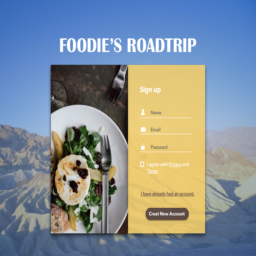 FOODIE'S ROADTRIP
Sign up
Name
Email
Password
I agree with Privacy and
Terms
I have already had an account.
Creat New Account